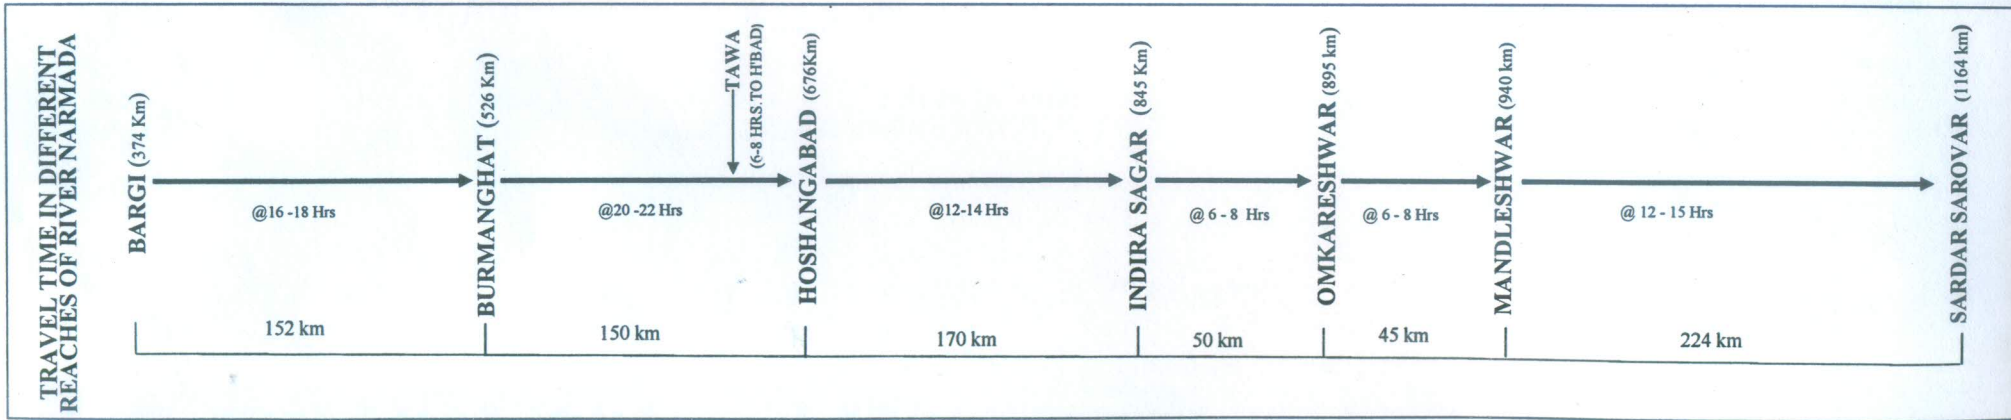 TRAVEL TIME IN DIFFERENT
REACHES OF RIVER NARMADA
BARGI (374 Km)
@16 -18 Hrs
152 km
BURMANGHAT (526 Km)
@20 -22 Hrs
150 km
TAWA
(6-8 HRS.TO H'BAD)
HOSHANGABAD (676Km)
@12-14 Hrs
170 km
INDIRA SAGAR (845 Km)
@ 6 - 8 Hrs
50 km
OMKARESHWAR (895 km)
@ 6 - 8 Hrs
45 km
MANDLESHWAR (940 km)
@ 12 - 15 Hrs
224 km
SARDAR SAROVAR (1164 km)